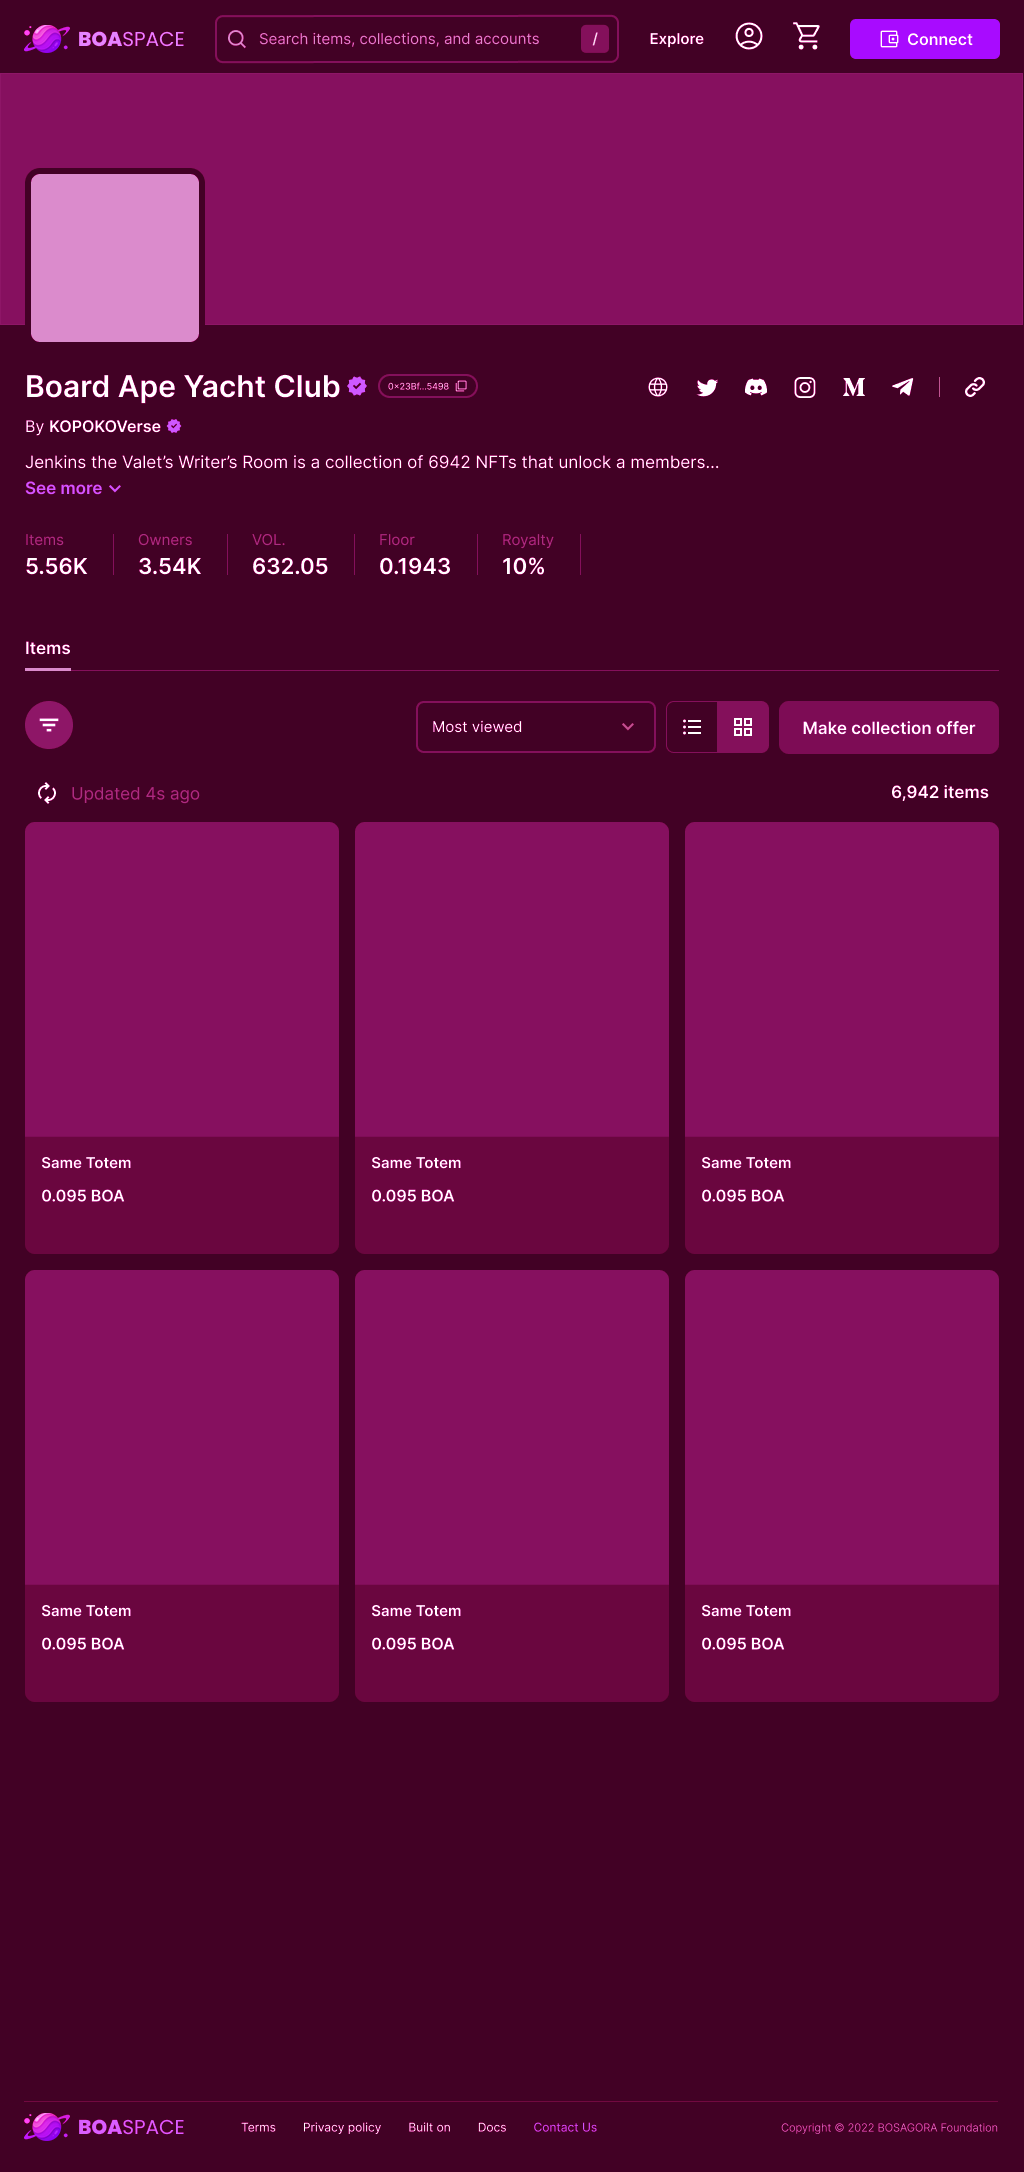 BOASPACE
Search items, collections, and accounts
/
Explore
Connect
Board Ape Yacht Club
0x23Bf...5498
By KOPOKOVerse
Jenkins the Valet’s Writer’s Room is a collection of 6942 NFTs that unlock a members...
See more
Items
5.56K
Owners
3.54K
VOL.
632.05
Floor
0.1943
Royalty
10%
Items
Most viewed
Make collection offer
Updated 4s ago
6,942 items
Same Totem
0.095 BOA
Same Totem
0.095 BOA
Same Totem
0.095 BOA
Same Totem
0.095 BOA
Same Totem
0.095 BOA
Same Totem
0.095 BOA
BOASPACE
Terms
Privacy policy
Built on
Docs
Contact Us
Copyright © 2022 BOSAGORA Foundation